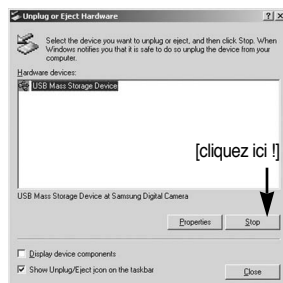 Unplug or Eject Hardware
Select the device you want to unplug or eject, and then click Stop. When
Windows notifies you that it is safe to do so unplug the device from your
computer.
Hardware devices:
USB Mass Storage Device
[cliquez ici !]
USB Mass Storage Device at Samsung Digital Camera
Properties
Stop
Display device components
Show Unplug/Eject icon on the taskbar
Close